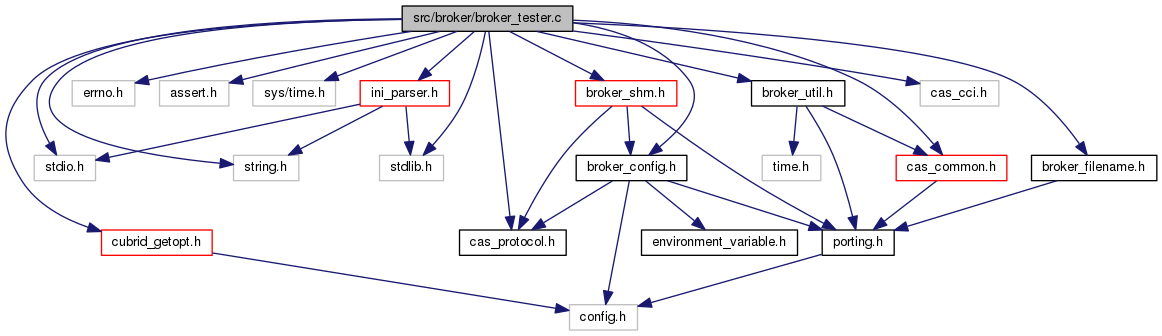 src/broker/broker_tester.c
errno.h
assert.h
sys/time.h
ini_parser.h
broker_shm.h
broker_util.h
cas_cci.h
stdio.h
string.h
stdlib.h
broker_config.h
time.h
cas_common.h
broker_filename.h
cubrid_getopt.h
cas_protocol.h
environment_variable.h
porting.h
config.h